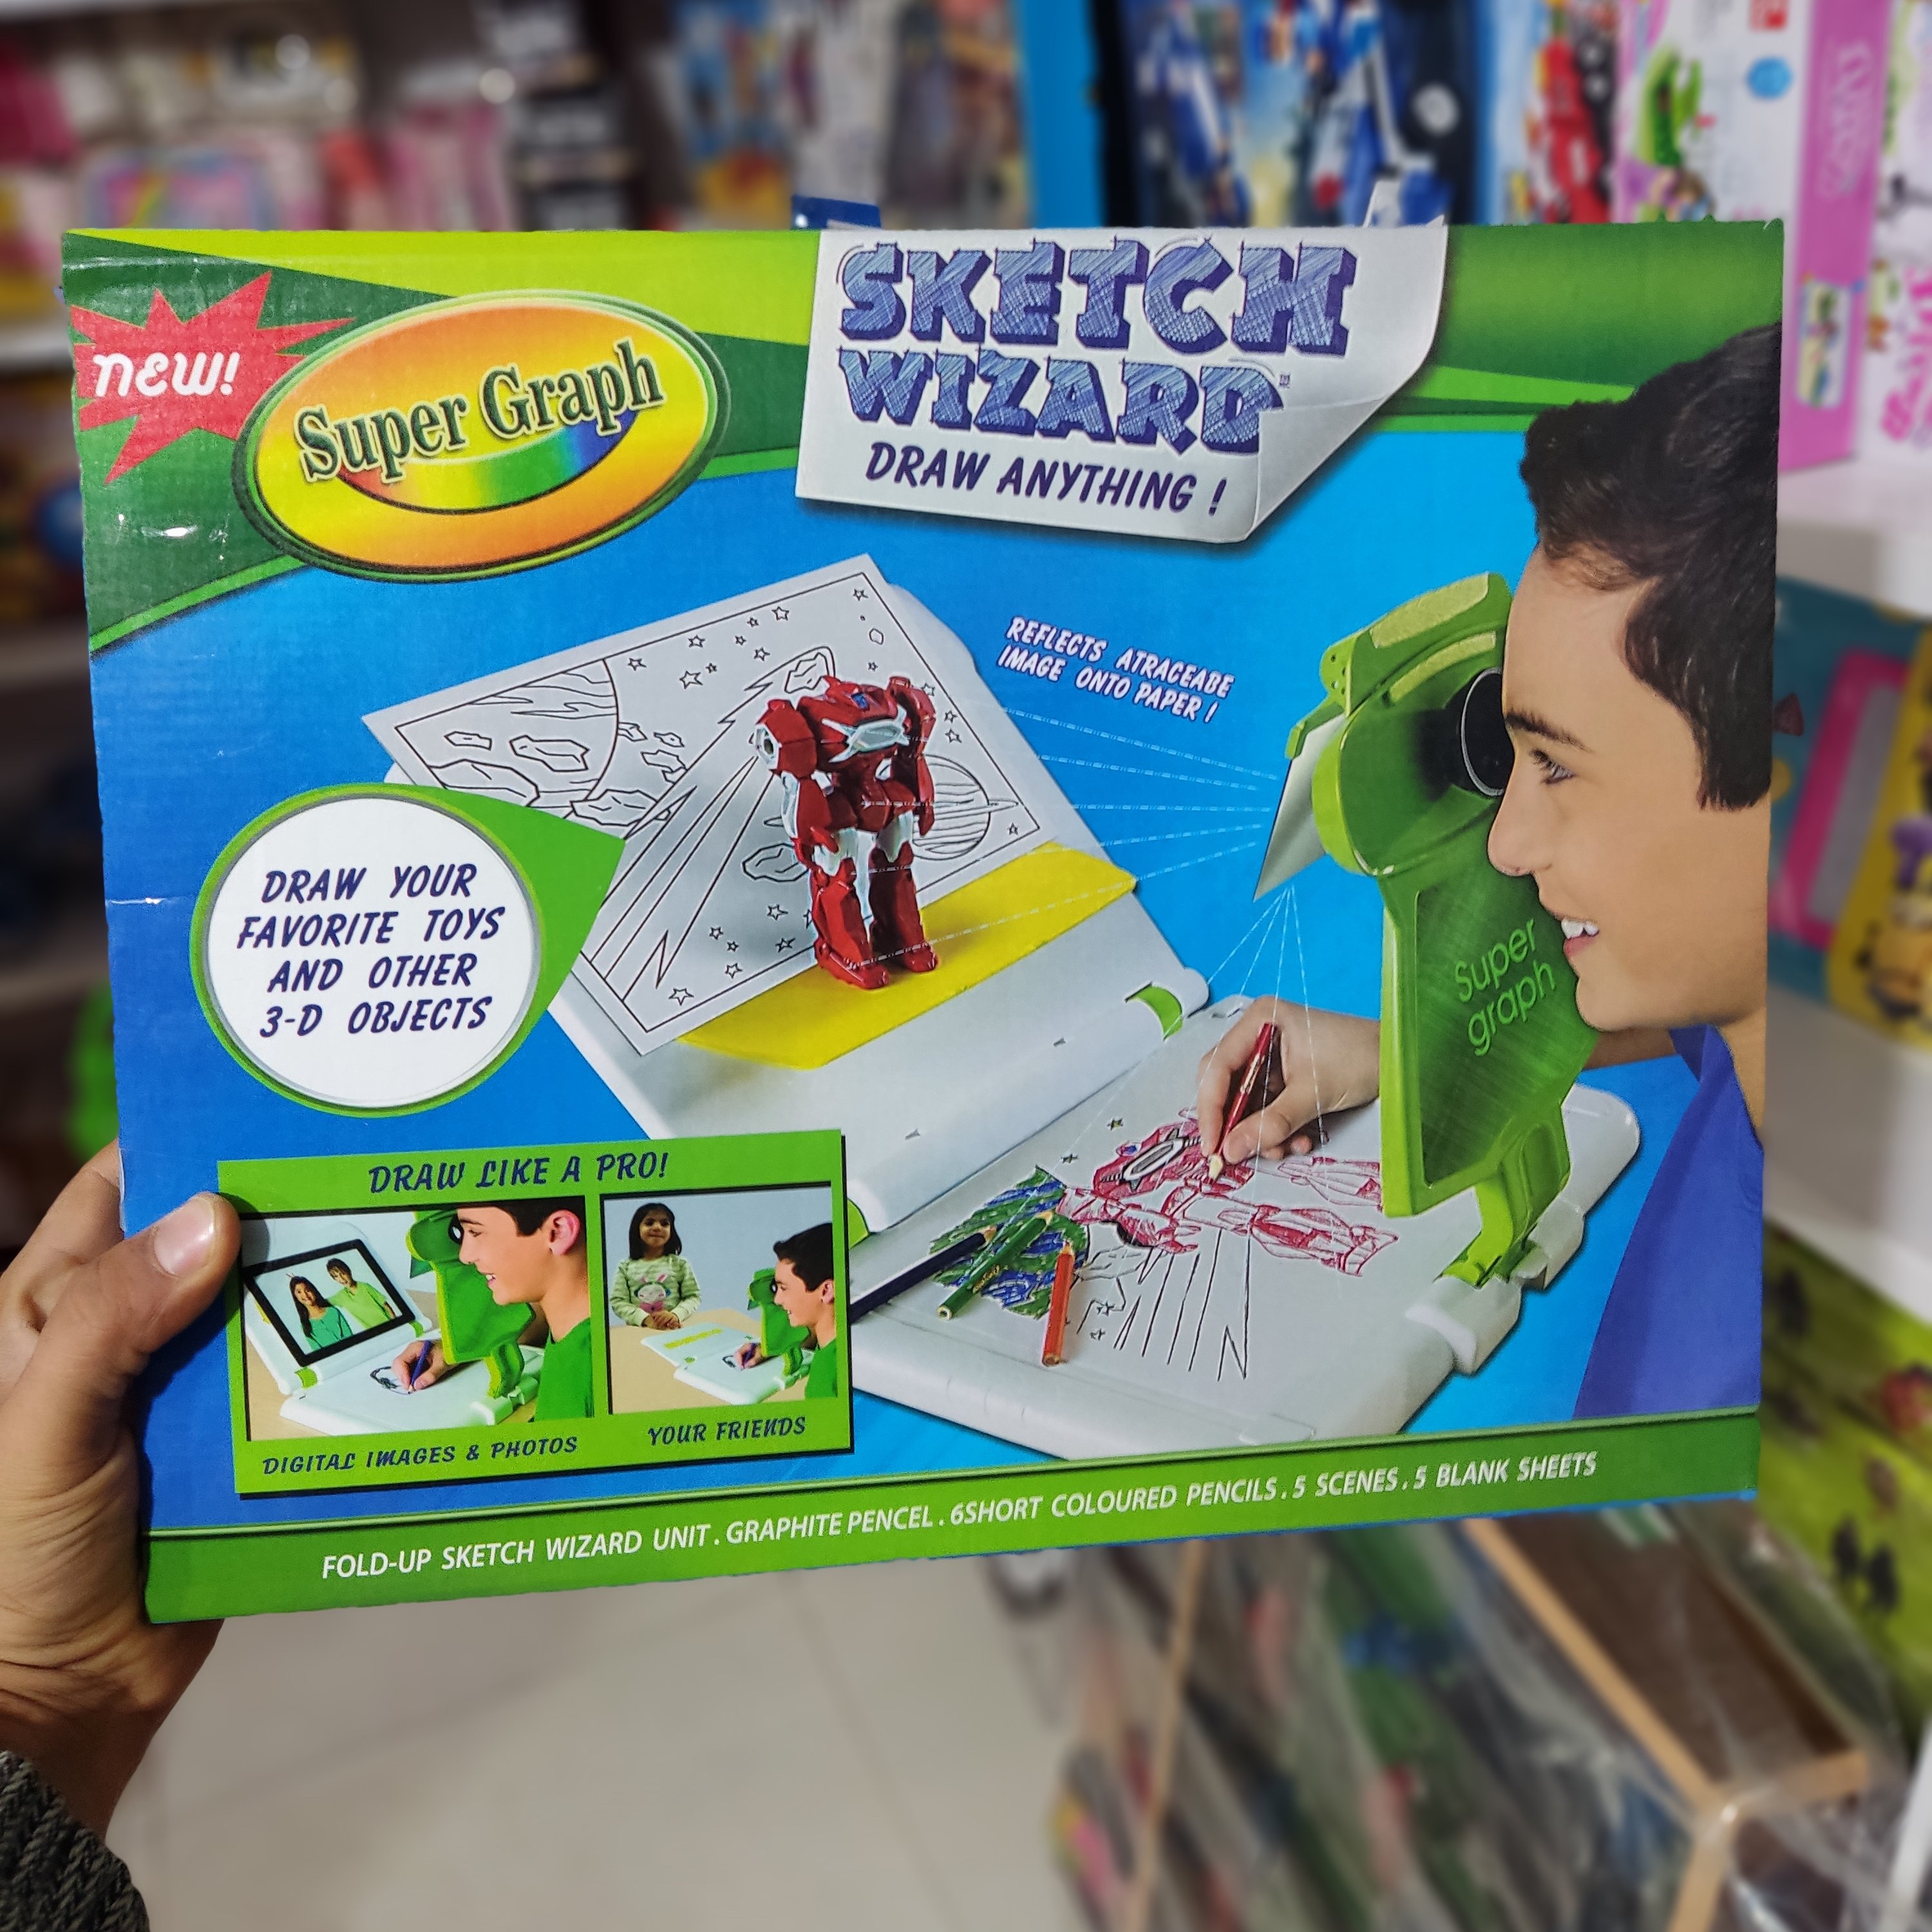 new!
Super Graph
SKETCH
WIZARD™
DRAW ANYTHING !
REFLECTS ATRACEABE
IMAGE ONTO PAPER !
DRAW YOUR
FAVORITE TOYS
AND OTHER
3-D OBJECTS
Super
graph
DRAW LIKE A PRO!
DIGITAL IMAGES & PHOTOS
YOUR FRIENDS
FOLD-UP SKETCH WIZARD UNIT . GRAPHITE PENCEL . 6SHORT COLOURED PENCILS . 5 SCENES . 5 BLANK SHEETS